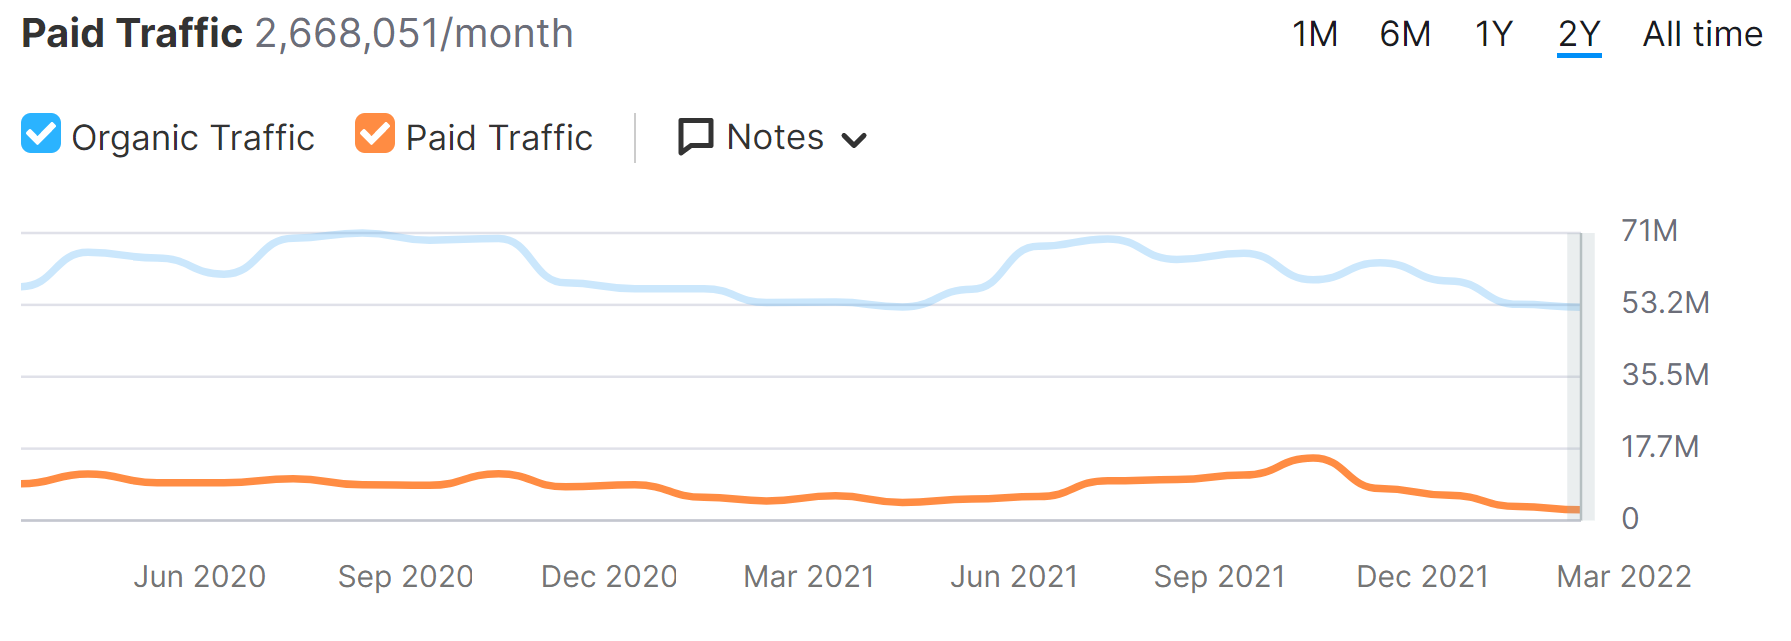 Paid Traffic 2,668,051/month
1M 6M 1Y 2Y All time
Organic Traffic Paid Traffic Notes
71M
53.2M
35.5M
17.7M
0
Jun 2020 Sep 2020 Dec 2020 Mar 2021 Jun 2021 Sep 2021 Dec 2021 Mar 2022